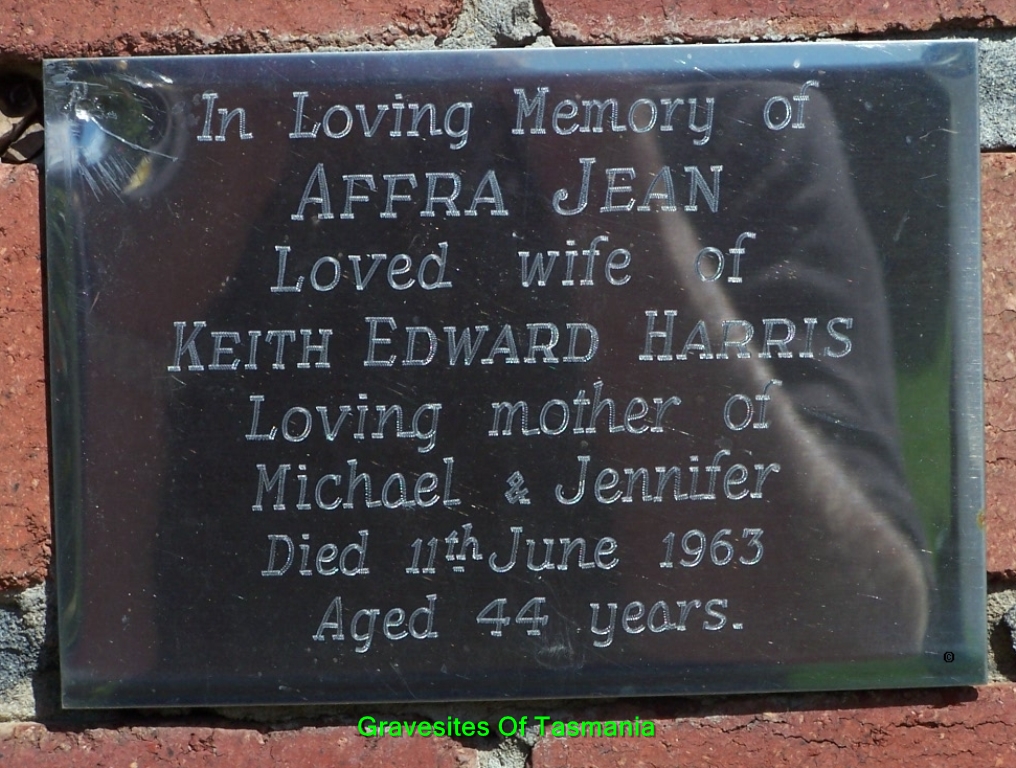 In Loving Memory of
AFFRA JEAN
Loved wife of
KEITH EDWARD HARRIS
Loving mother of
Michael & Jennifer
Died 11th June 1963
Aged 44 years.
©
Gravesites Of Tasmania